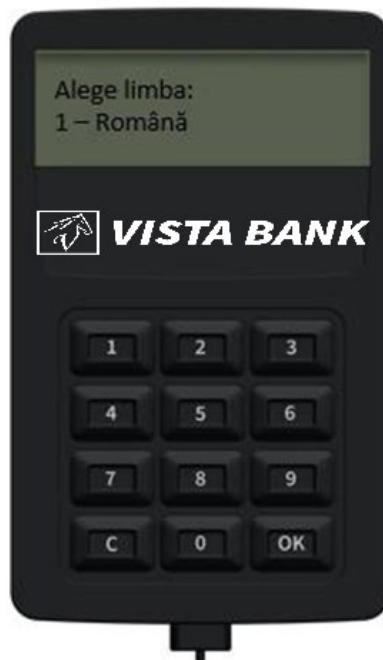 Alege limba:
1 – Română
VISTA BANK
1 2 3
4 5 6
7 8 9
C 0 OK